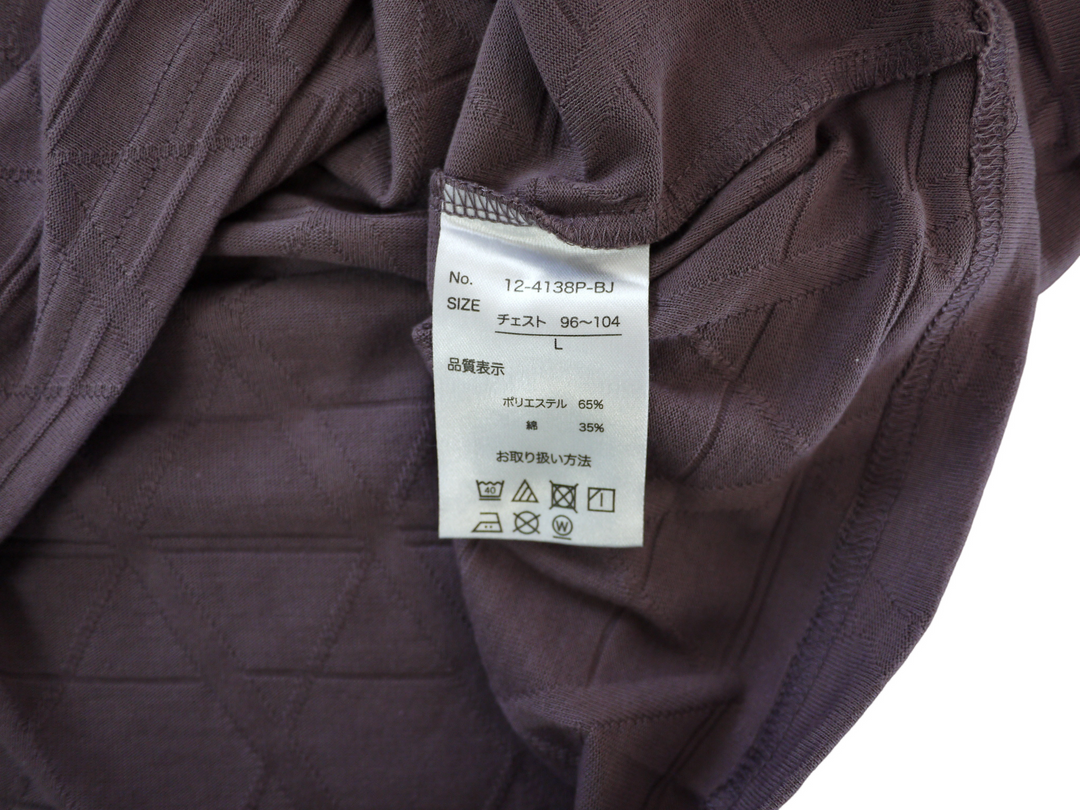 No. 12-4138P-BJ
SIZE チェスト 96〜104
L
品質表示
ポリエステル 65%
綿 35%
お取り扱い方法
40
W